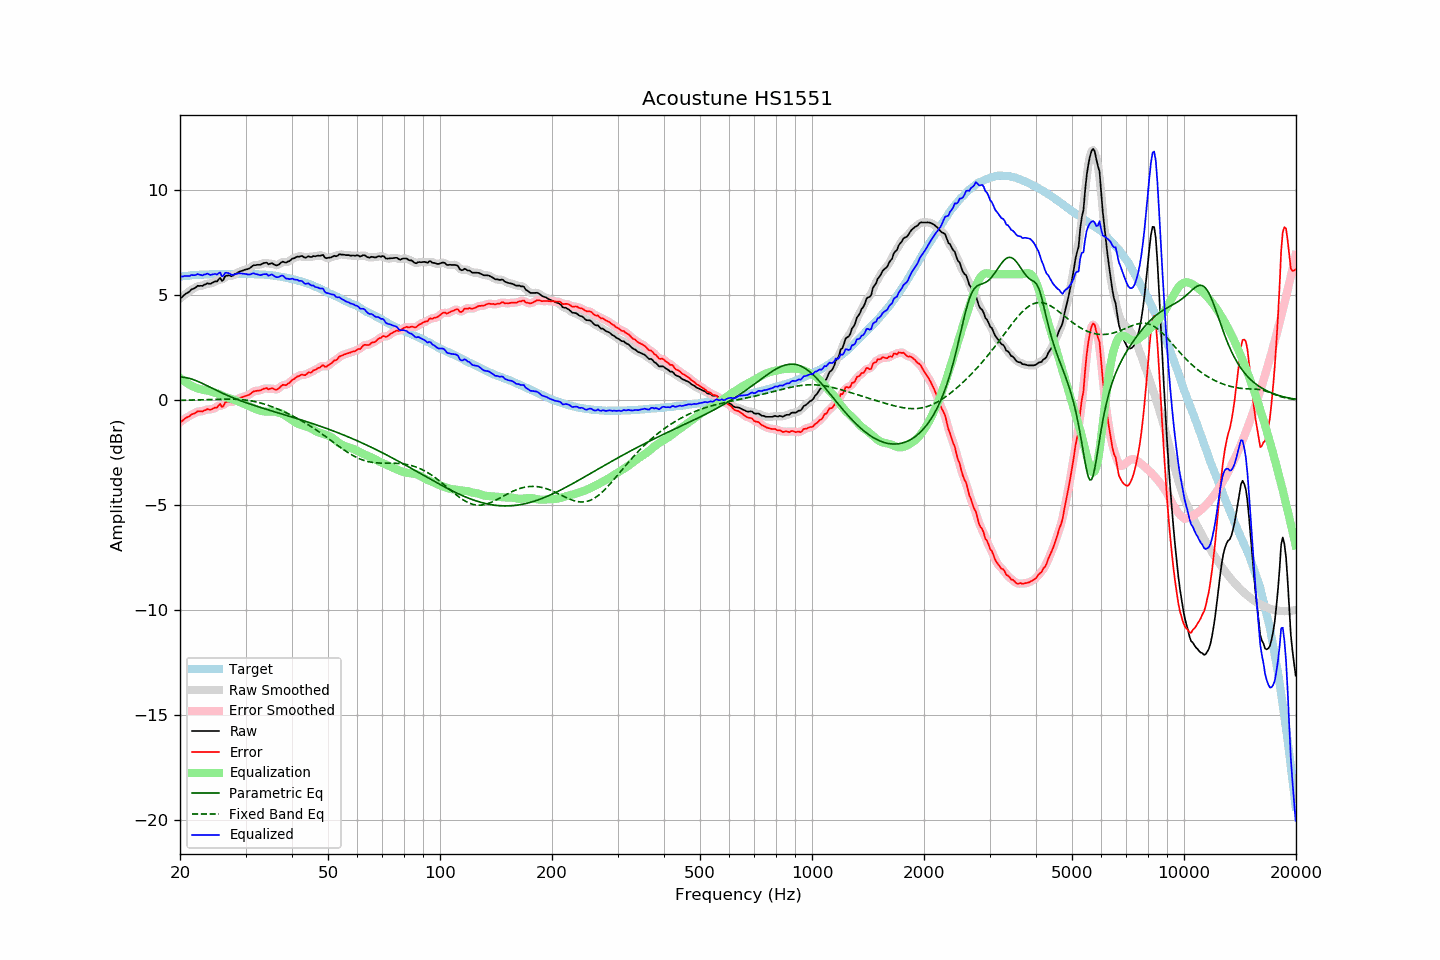 Acoustune HS1551
Amplitude (dBr)
10
5
0
−5
−10
−15
−20
Target
Raw Smoothed
Error Smoothed
Raw
Error
Equalization
Parametric Eq
Fixed Band Eq
Equalized
20 50 100 200 500 1000 2000 5000 10000 20000
Frequency (Hz)